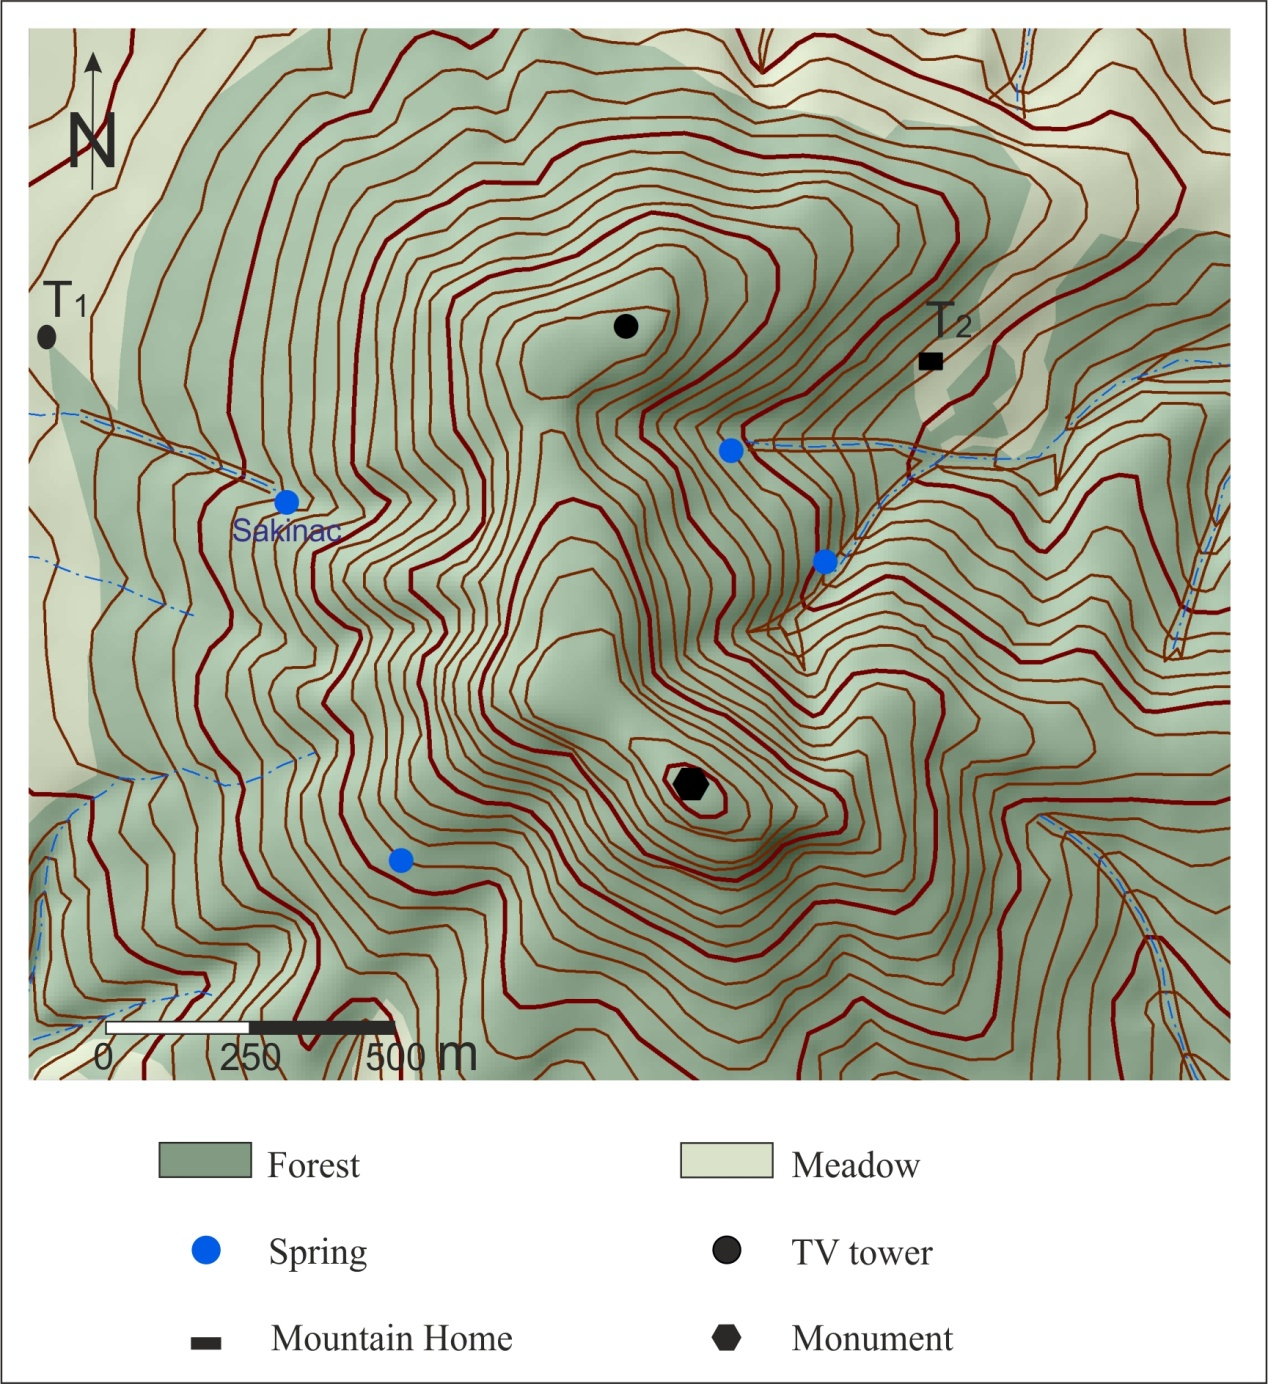 N
T1
T2
Sakinac
0 250 500 m
Forest Meadow
Spring TV tower
Mountain Home Monument